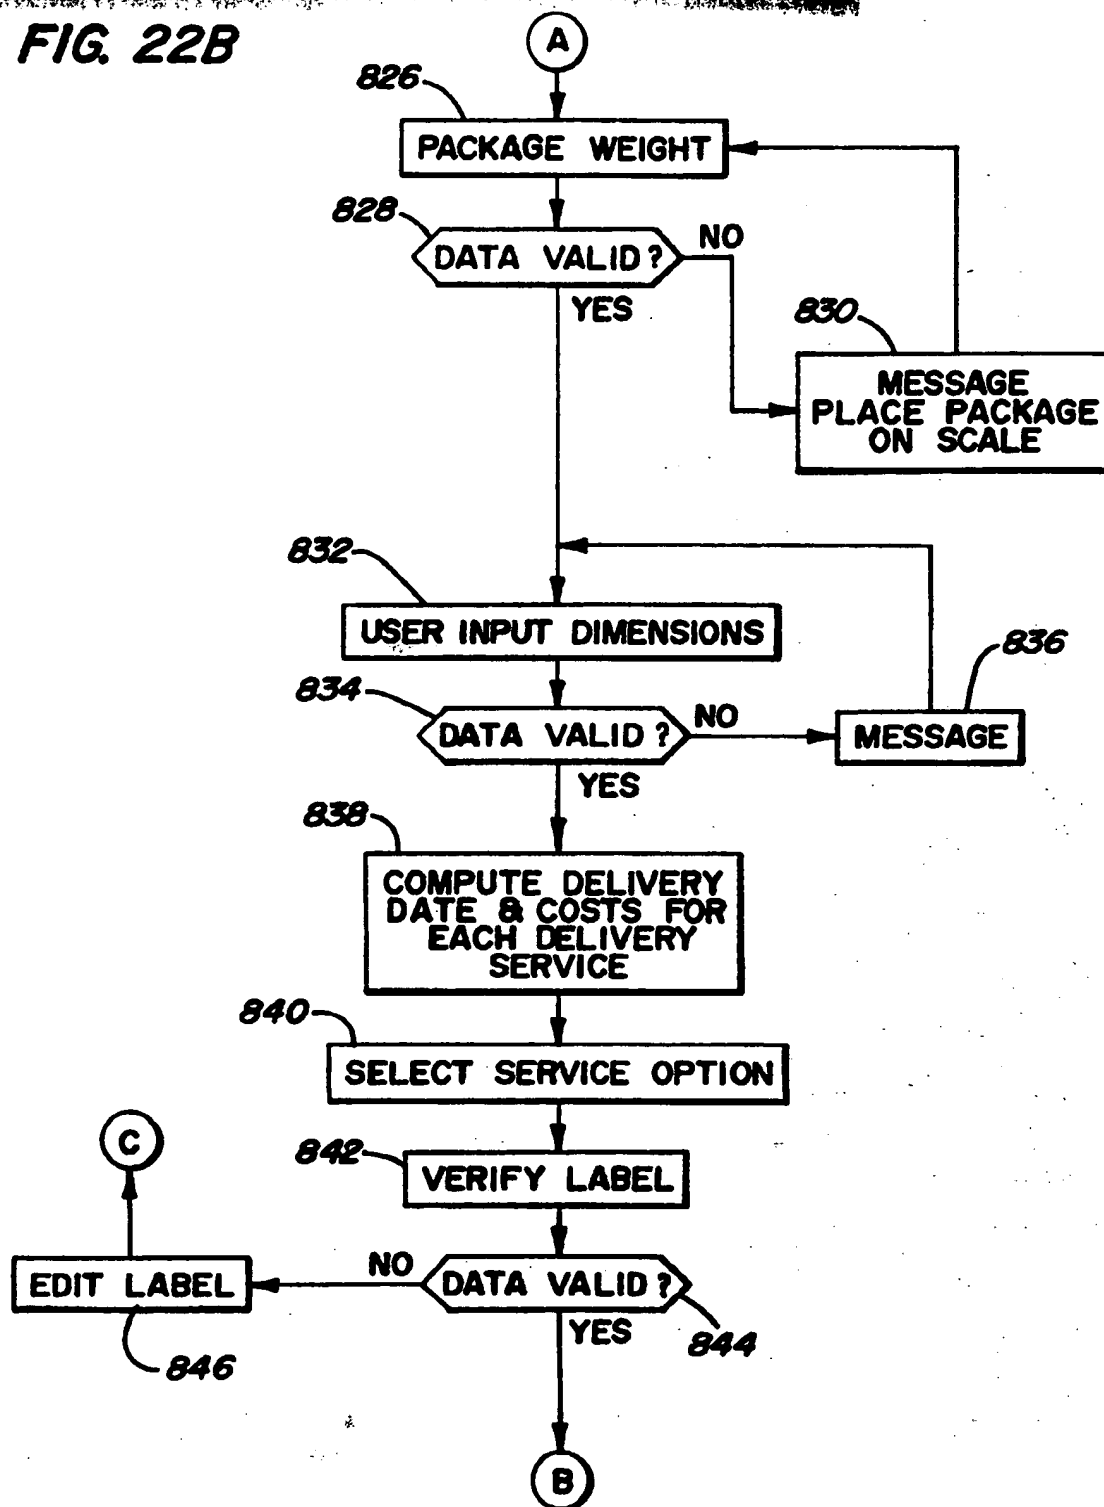 FIG. 22B
A
826
PACKAGE WEIGHT
828
DATA VALID?
NO
YES
830
MESSAGE
PLACE PACKAGE
ON SCALE
832
USER INPUT DIMENSIONS
834
DATA VALID?
NO
YES
836
MESSAGE
838
COMPUTE DELIVERY
DATE & COSTS FOR
EACH DELIVERY
SERVICE
840
SELECT SERVICE OPTION
C
842
VERIFY LABEL
EDIT LABEL
NO
DATA VALID?
YES
844
846
B